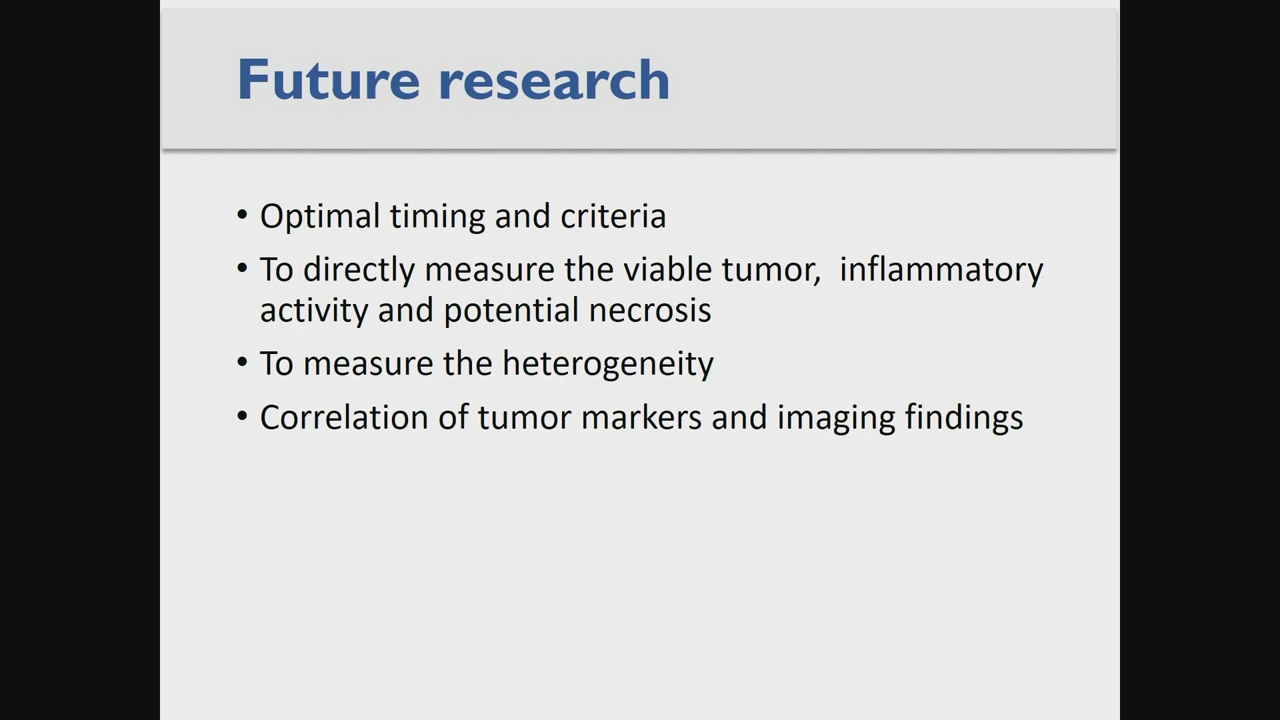 Future research
• Optimal timing and criteria
• To directly measure the viable tumor,  inflammatory
activity and potential necrosis
• To measure the heterogeneity
• Correlation of tumor markers and imaging findings